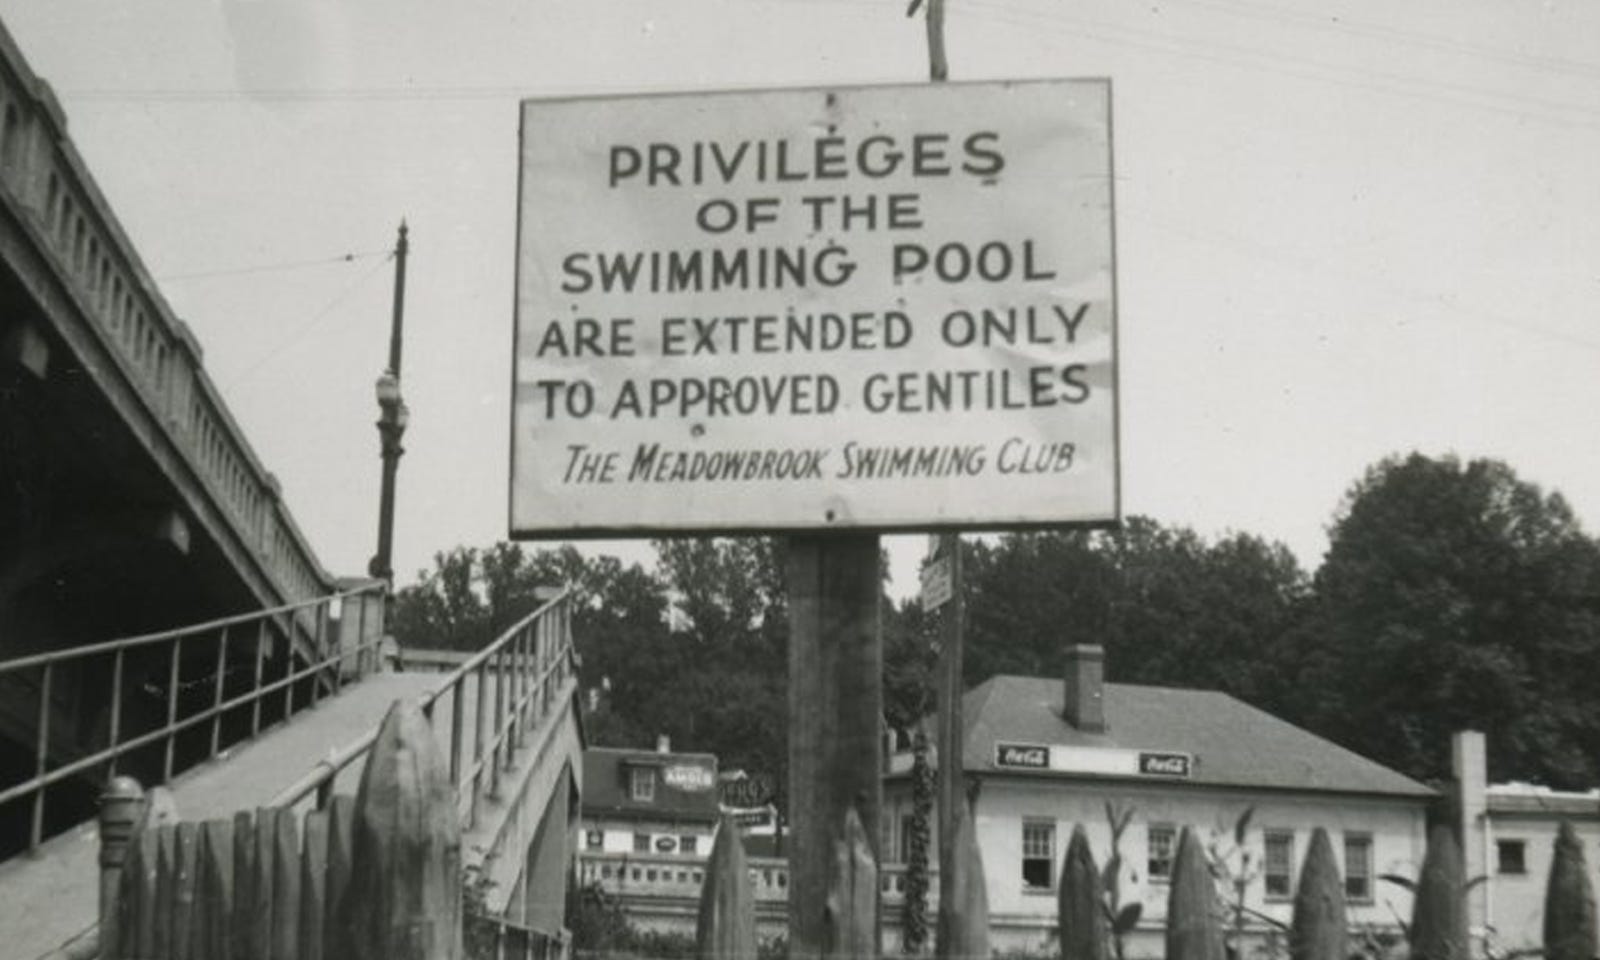 PRIVILEGES
OF THE
SWIMMING POOL
ARE EXTENDED ONLY
TO APPROVED GENTILES
THE MEADOWBROOK SWIMMING CLUB
Coca-Cola
Coca-Cola
AMOCO